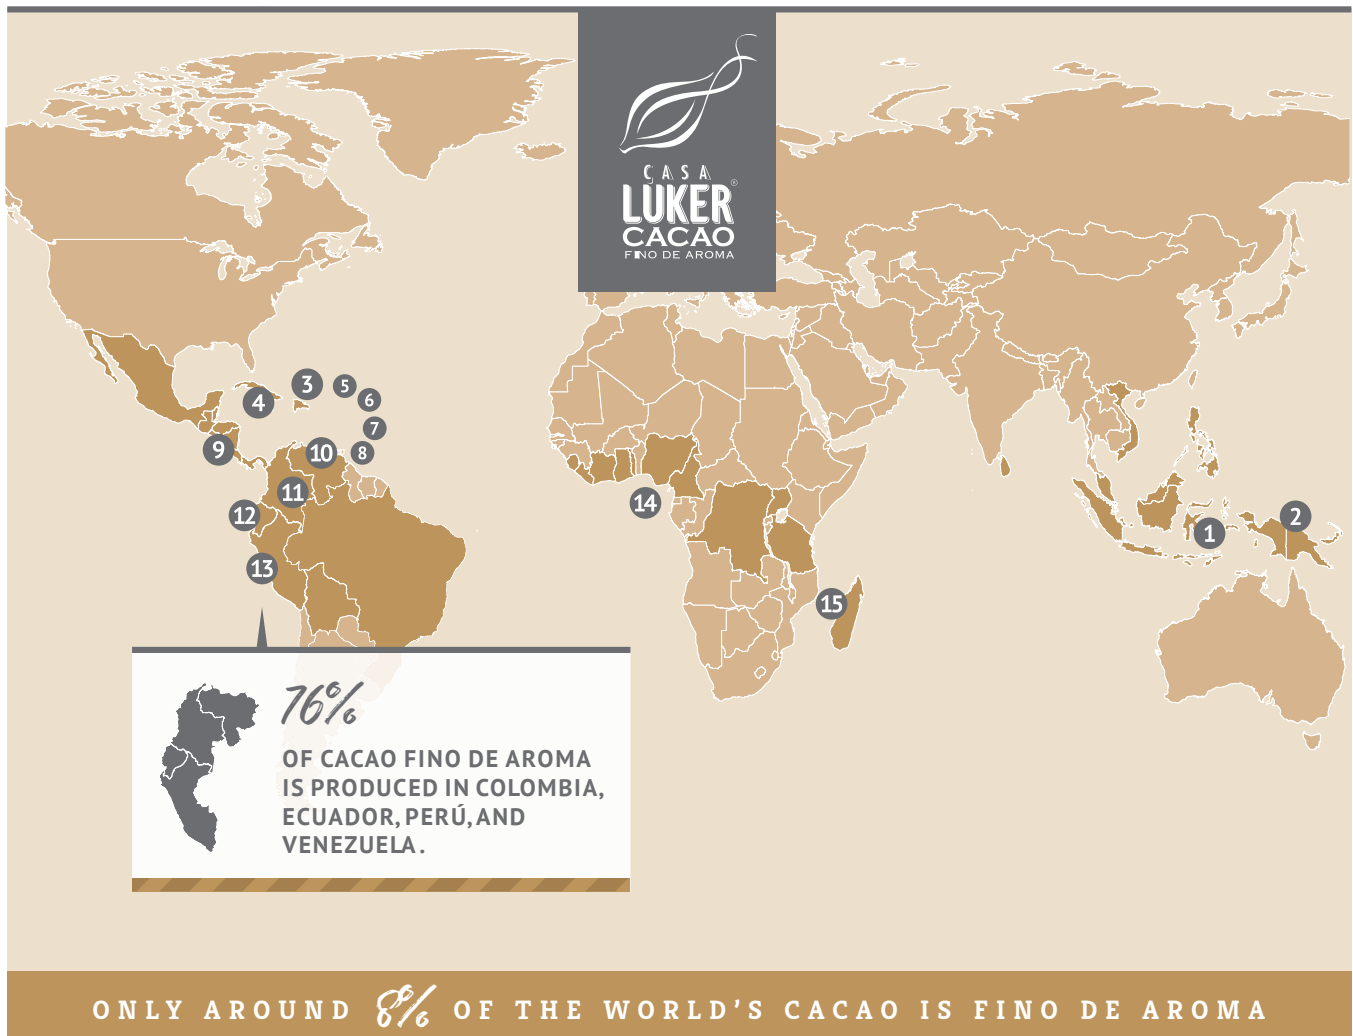 CASA
LUKER®
CACAO
FINO DE AROMA
3
5
4
6
7
9
10
8
11
14
12
2
1
13
15
76%
OF CACAO FINO DE AROMA
IS PRODUCED IN COLOMBIA,
ECUADOR, PERÚ, AND
VENEZUELA.
ONLY AROUND 8% OF THE WORLD'S CACAO IS FINO DE AROMA